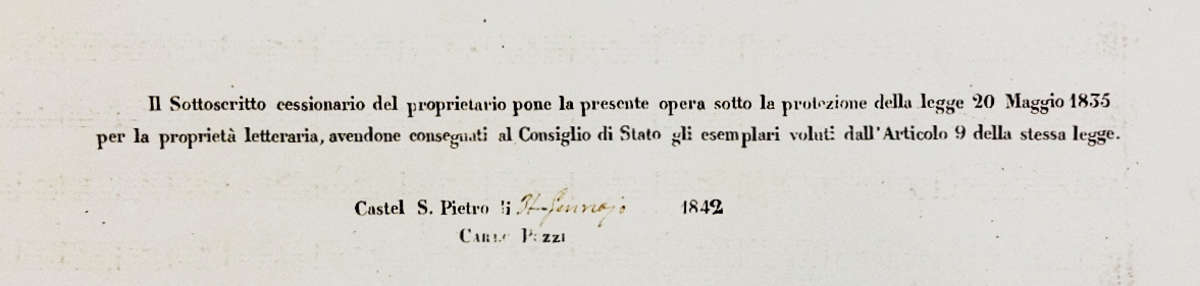 Il Sottoscritto cessionario del proprietario pone la presente opera sotto la protezione della legge 20 Maggio 1835
per la proprietà letteraria, avendone consegnati al Consiglio di Stato gli esemplari voluti dall'Articolo 9 della stessa legge.
Castel S. Pietro li Gennajo 1842
CARLO